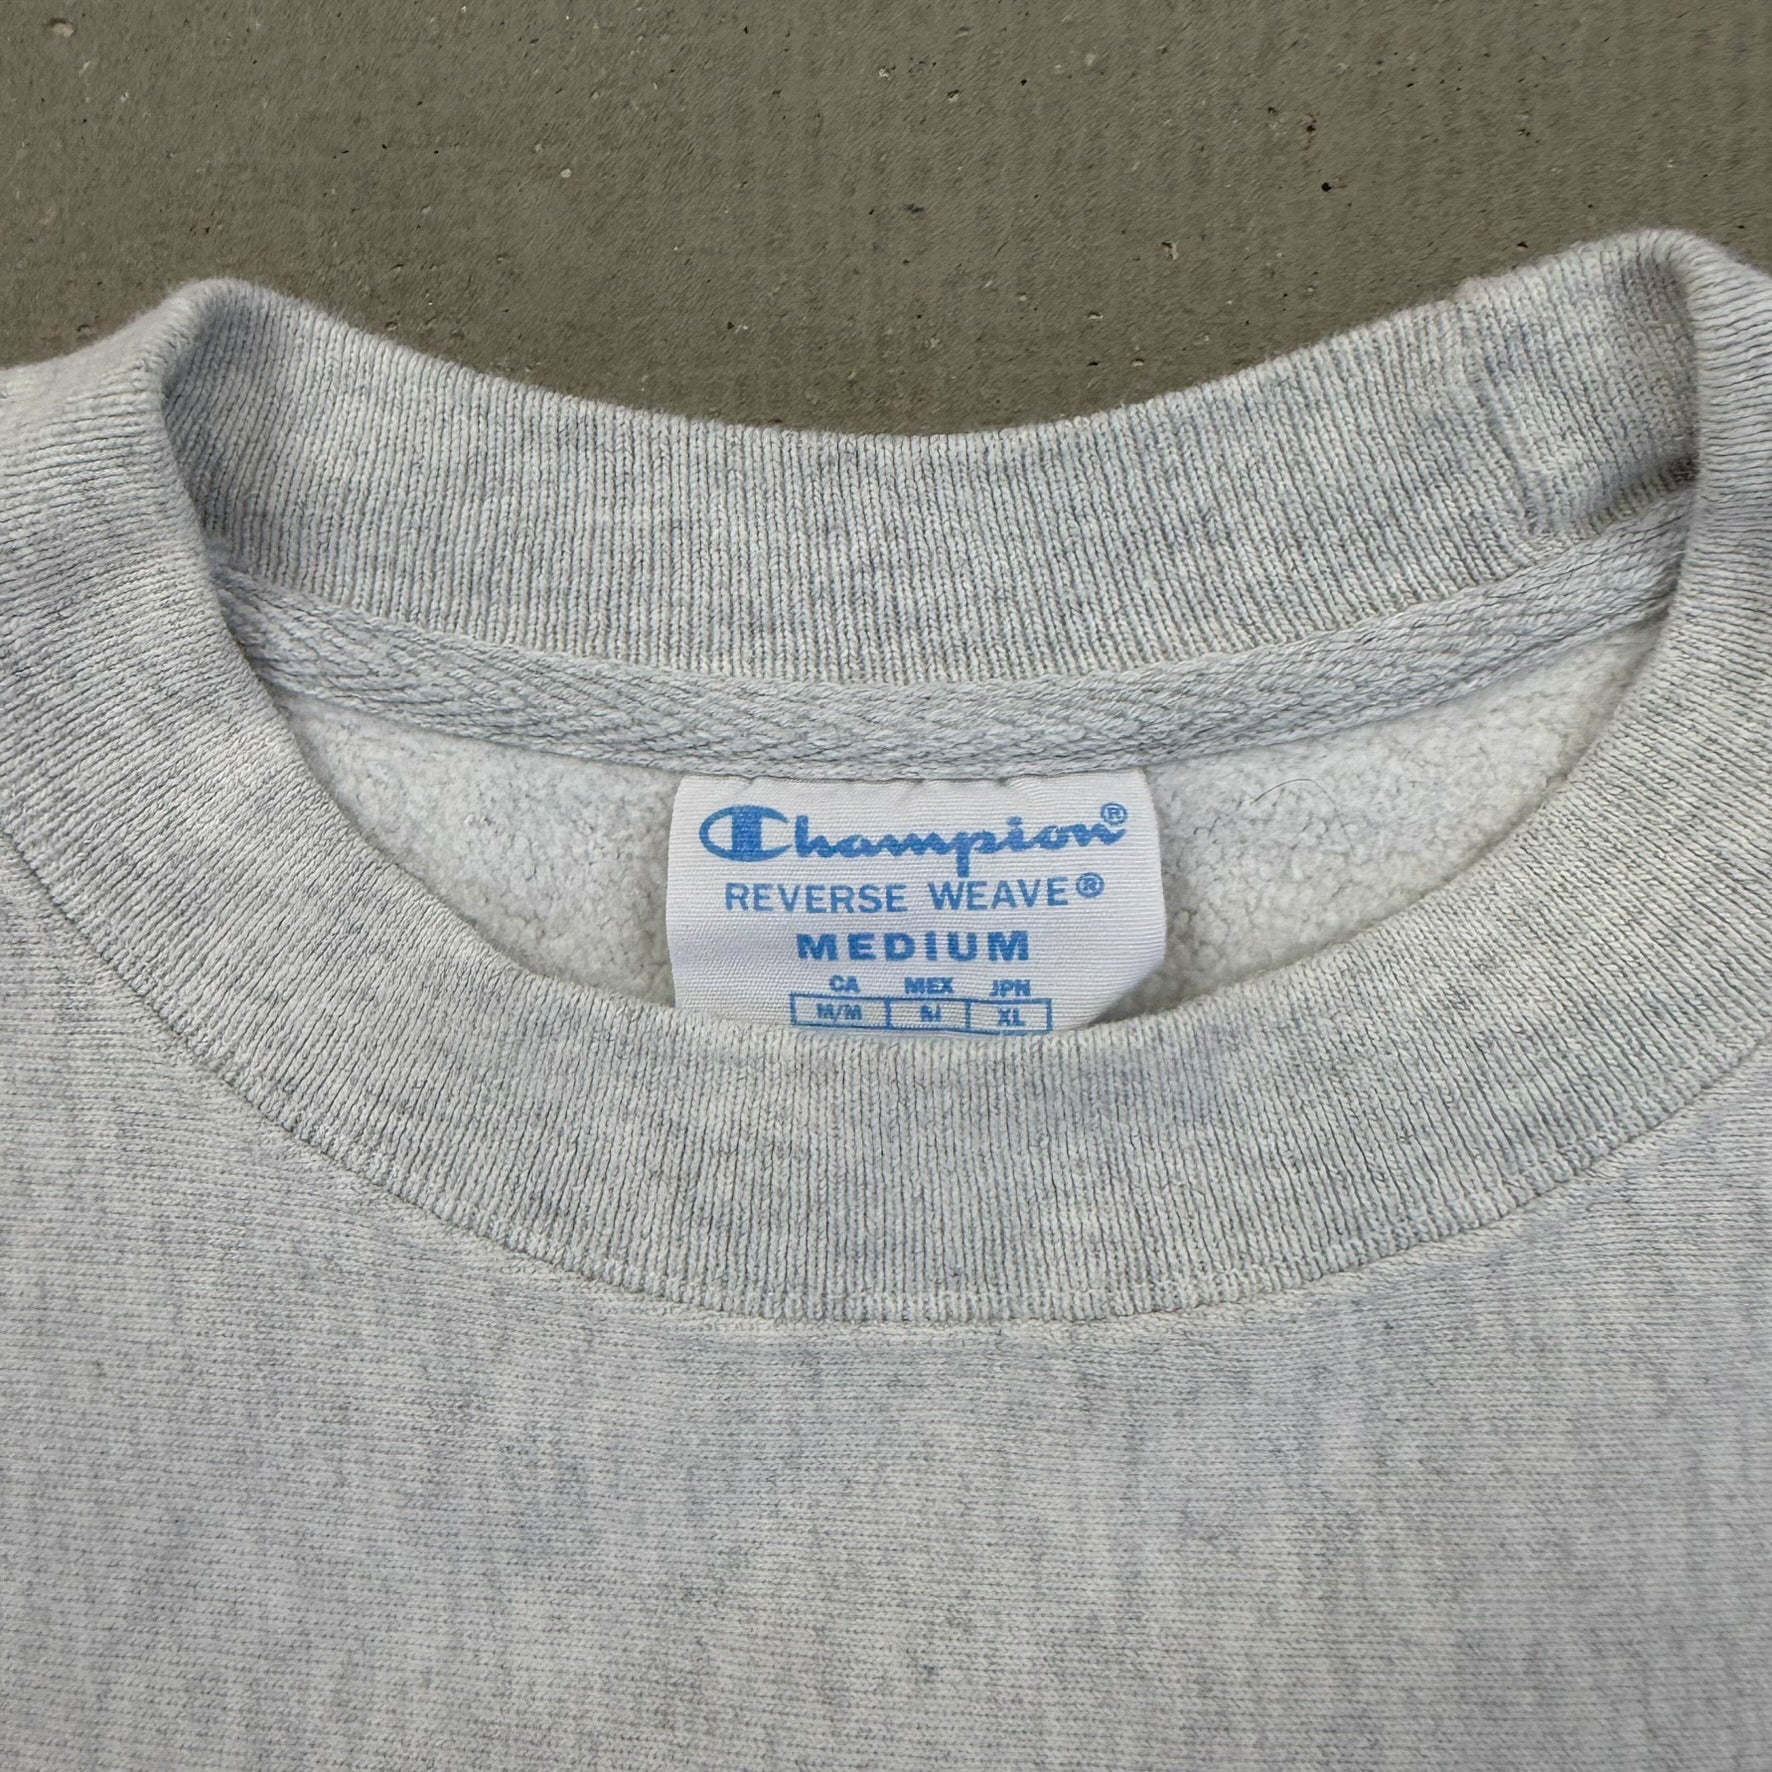 Champion®
REVERSE WEAVE®
MEDIUM
CA MEX JPN
M/M M XL